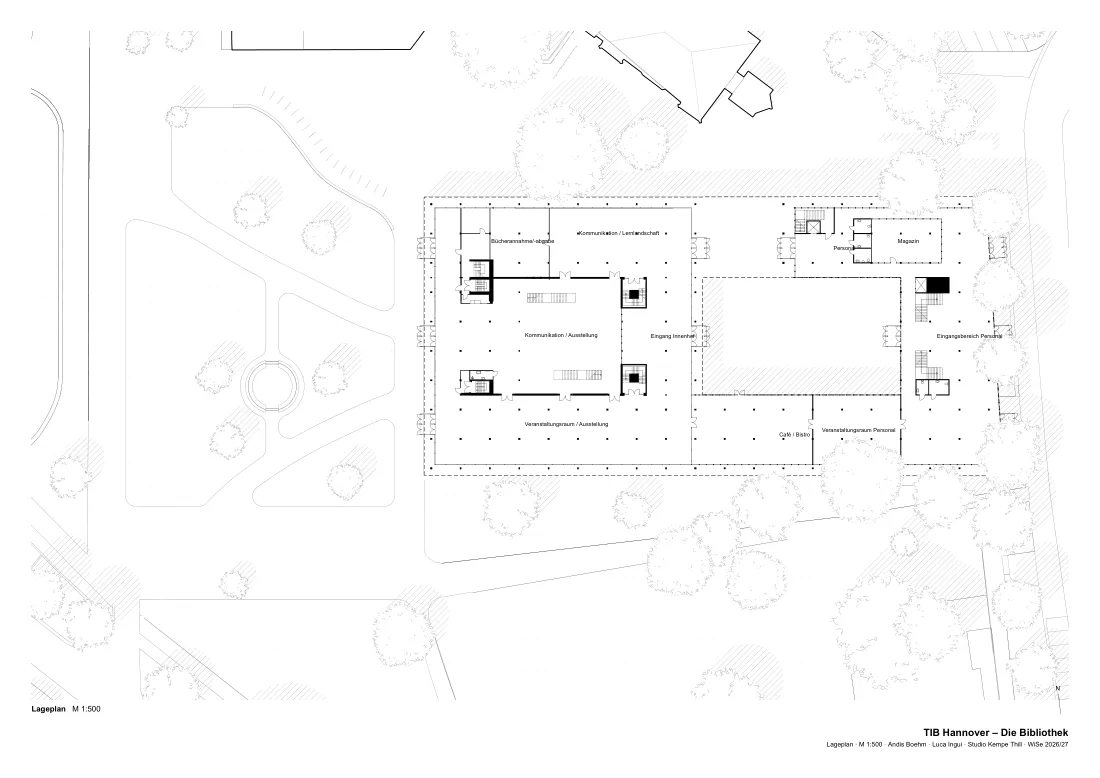 Kommunikation / Lernlandschaft
Bücherannahme/-abgabe
Magazin
Personal
Kommunikation / Ausstellung
Eingang Innenhof
Eingangsbereich Personal
Veranstaltungsraum / Ausstellung
Café / Bistro
Veranstaltungsraum Personal
N
Lageplan M 1:500
TIB Hannover – Die Bibliothek
Lageplan · M 1:500 · Andis Boehm · Luca Ingui · Studio Kempe Thill · WiSe 2026/27